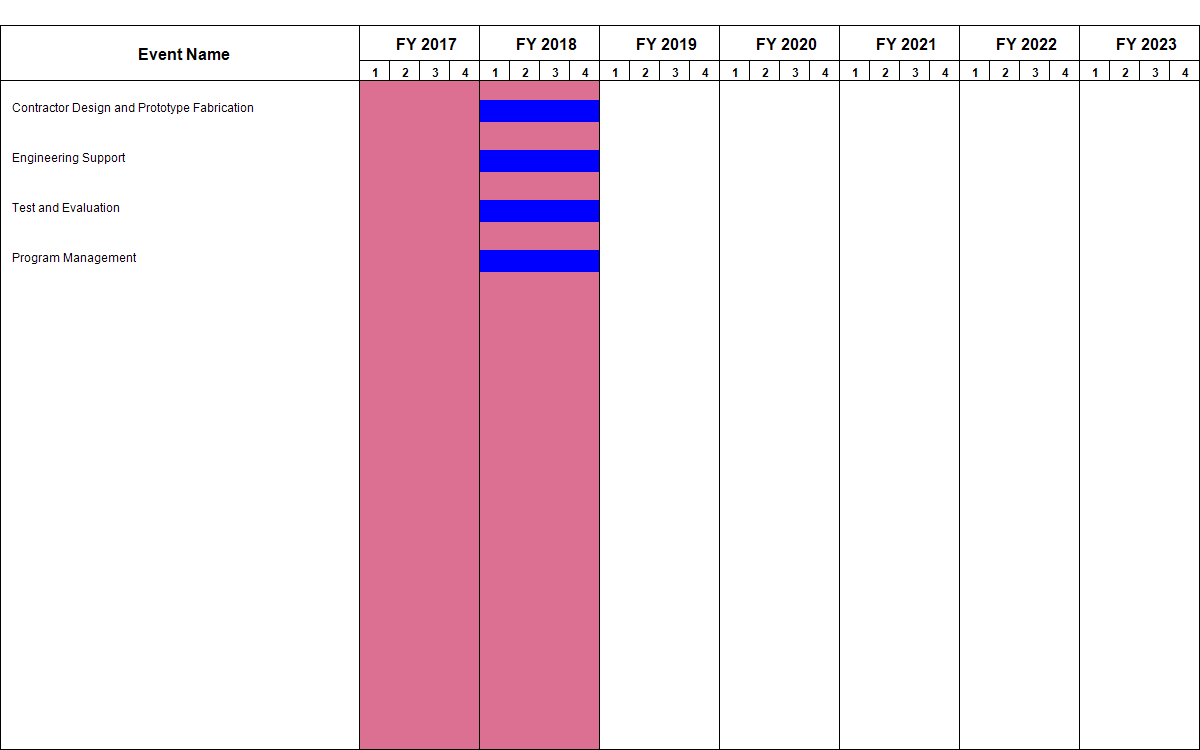 Event Name
FY 2017 FY 2018 FY 2019 FY 2020 FY 2021 FY 2022 FY 2023
1 2 3 4 1 2 3 4 1 2 3 4 1 2 3 4 1 2 3 4 1 2 3 4 1 2 3 4
Contractor Design and Prototype Fabrication
Engineering Support
Test and Evaluation
Program Management